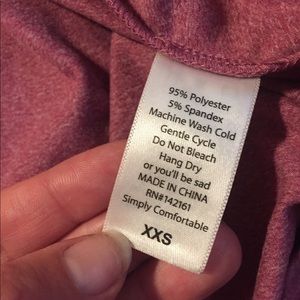 95% Polyester
5% Spandex
Machine Wash Cold
Gentle Cycle
Do Not Bleach
Hang Dry
or you'll be sad
MADE IN CHINA
RN#142161
Simply Comfortable
XXS